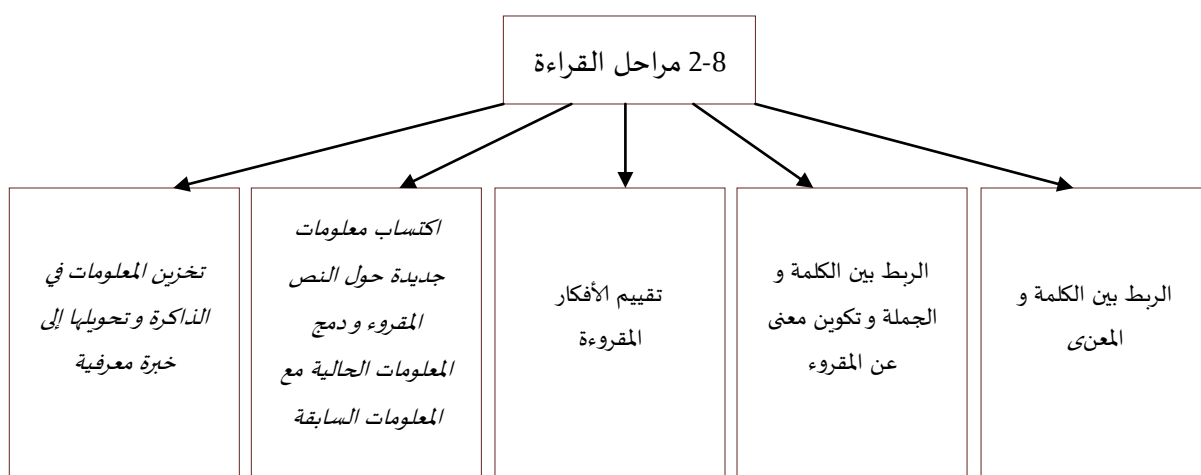 2-8 مراحل القراءة
الربط بين الكلمة و
المعنى
الربط بين الكلمة و
الجملة و تكوين معنى
عن المقروء
تقييم الأفكار
المقروءة
اكتساب معلومات
جديدة حول النص
المقروء و دمج
المعلومات الحالية مع
المعلومات السابقة
تخزين المعلومات في
الذاكرة و تحويلها إلى
خبرة معرفية